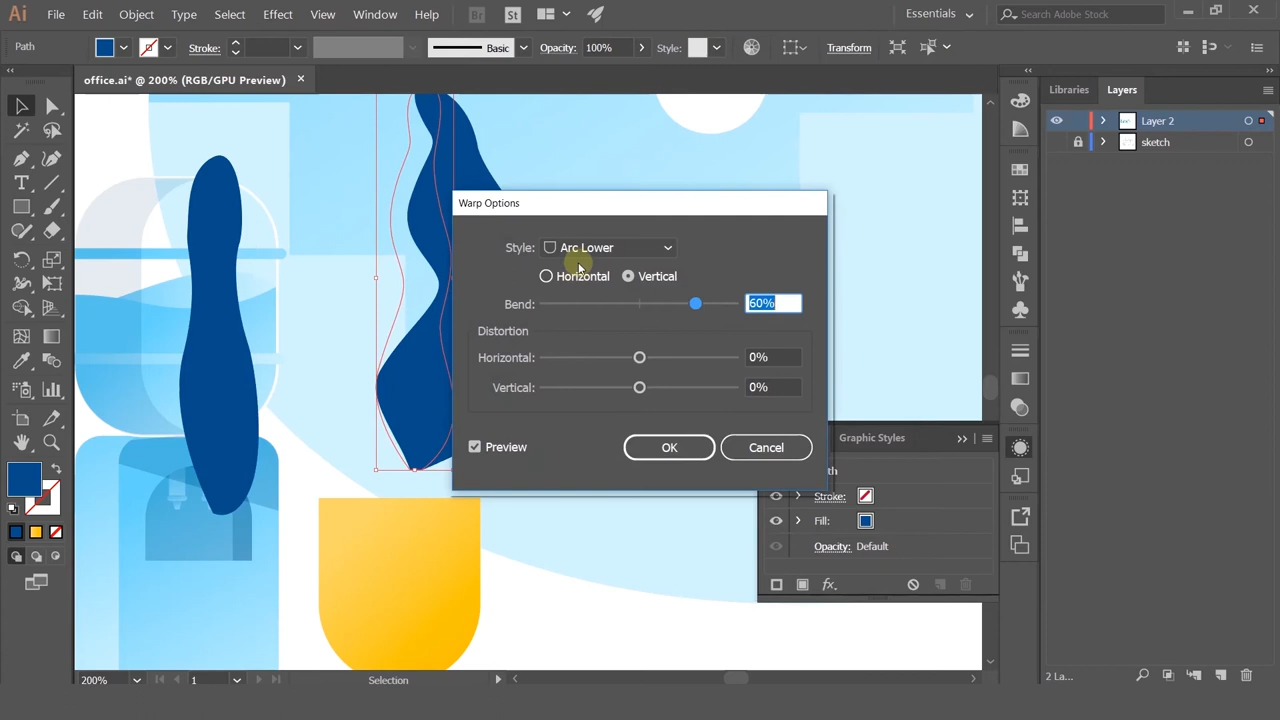 Ai File Edit Object Type Select Effect View Window Help Br St Essentials Search Adobe Stock
Path Stroke: Basic Opacity: 100% Style: Transform
office.ai* @ 200% (RGB/GPU Preview)
Libraries Layers
Layer 2
sketch
Warp Options
Style: Arc Lower
Horizontal Vertical
Bend: 60%
Distortion
Horizontal: 0%
Vertical: 0%
Preview OK Cancel
Graphic Styles
Stroke:
Fill:
Opacity: Default
fx.
200% 1 Selection
2 La...